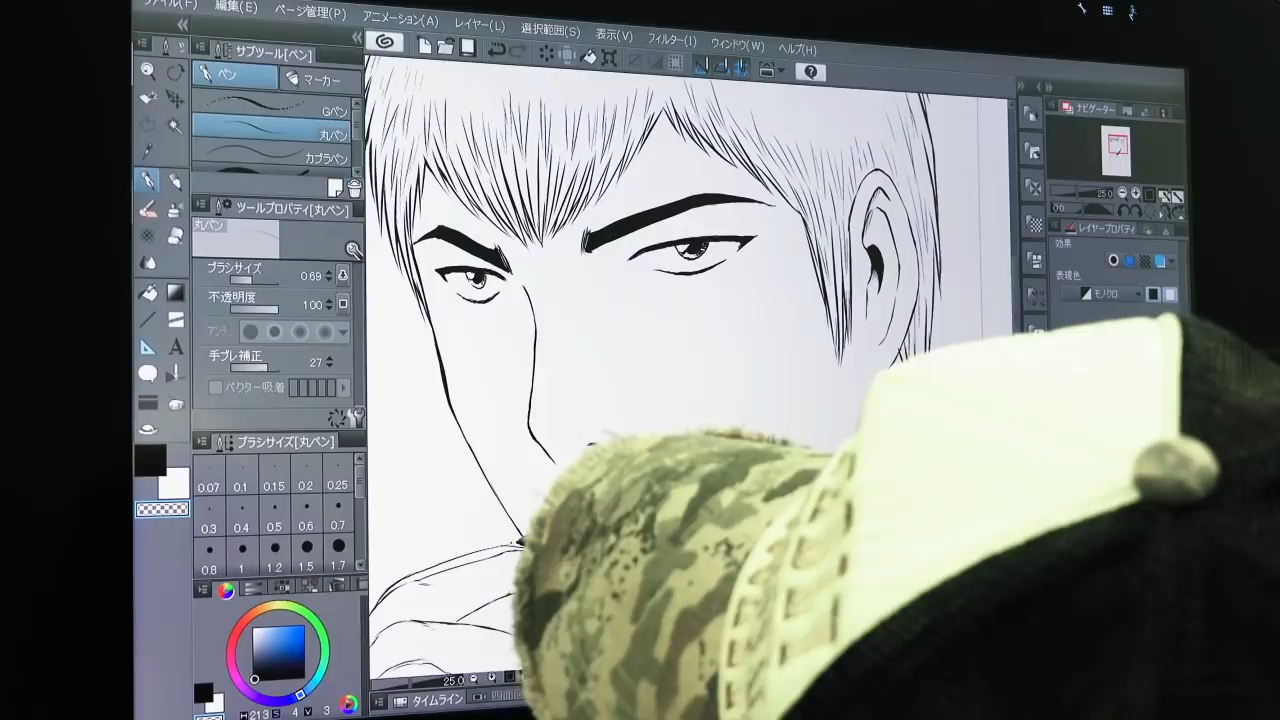 ファイル(F) 編集(E) ページ管理(P) アニメーション(A) レイヤー(L) 選択範囲(S) 表示(V) フィルター(I) ウィンドウ(W) ヘルプ(H)
サブツール[ペン]
ペン マーカー
Gペン
丸ペン
カブラペン
ツールプロパティ[丸ペン]
丸ペン
ブラシサイズ 0.69
不透明度 100
アンチ
手ブレ補正 27
ベクター吸着
ブラシサイズ[丸ペン]
0.07 0.1 0.15 0.2 0.25
0.3 0.4 0.5 0.6 0.7
0.8 1 1.2 1.5 1.7
H 213 S 4 V 3
25.0
タイムライン
ナビゲーター
25.0
0.0
レイヤープロパティ
効果
表現色
モノクロ